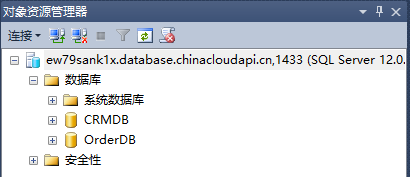 对象资源管理器
连接
ew79sank1x.database.chinacloudapi.cn,1433 (SQL Server 12.0.
数据库
系统数据库
CRMDB
OrderDB
安全性